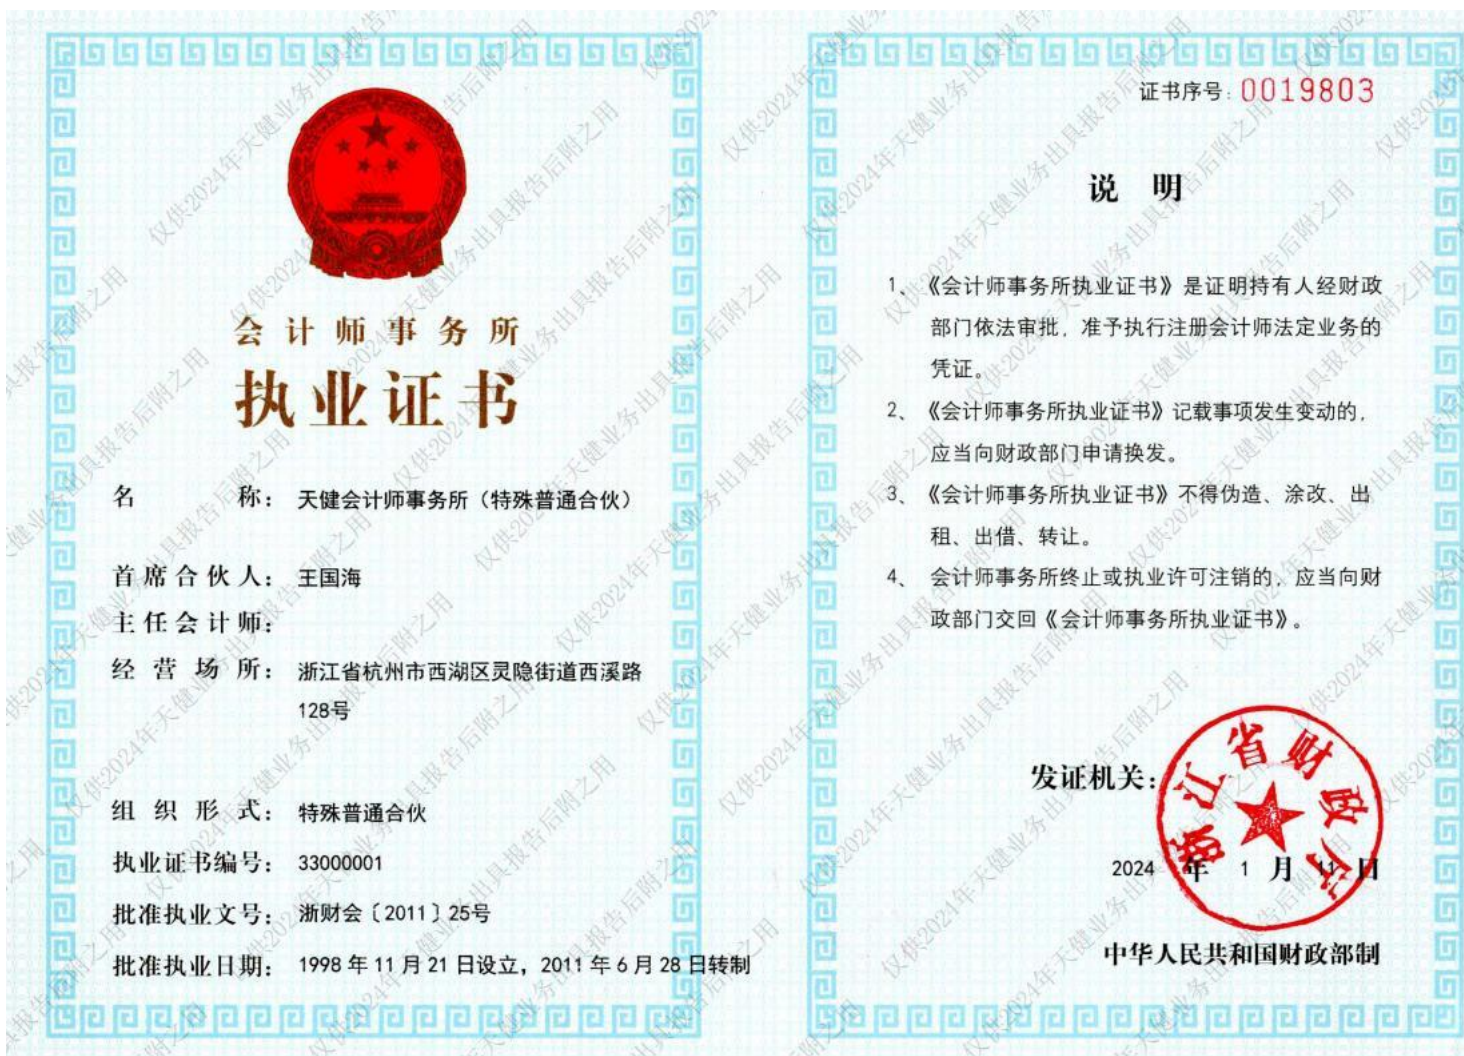 会计师事务所
执业证书
名 称： 天健会计师事务所（特殊普通合伙）
首席合伙人： 王国海
主任会计师：
经营场所： 浙江省杭州市西湖区灵隐街道西溪路
128号
组织形式： 特殊普通合伙
执业证书编号： 33000001
批准执业文号： 浙财会〔2011〕25号
批准执业日期： 1998年11月21日设立，2011年6月28日转制
证书序号：0019803
说 明
1、《会计师事务所执业证书》是证明持有人经财政
部门依法审批，准予执行注册会计师法定业务的
凭证。
2、《会计师事务所执业证书》记载事项发生变动的，
应当向财政部门申请换发。
3、《会计师事务所执业证书》不得伪造、涂改、出
租、出借、转让。
4、 会计师事务所终止或执业许可注销的，应当向财
政部门交回《会计师事务所执业证书》。
发证机关：
浙江省财政厅
2024 年 1 月 11 日
中华人民共和国财政部制
仅供2024年天健业务出具报告后附之用